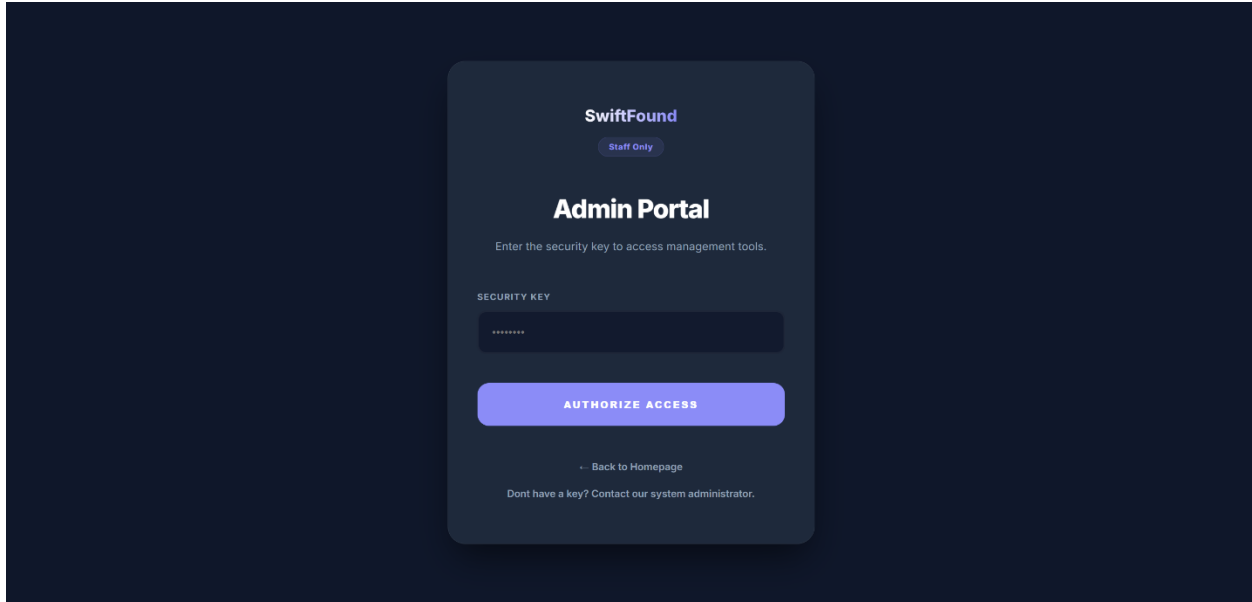 SwiftFound
Staff Only
Admin Portal
Enter the security key to access management tools.
SECURITY KEY
••••••••
AUTHORIZE ACCESS
← Back to Homepage
Dont have a key? Contact our system administrator.